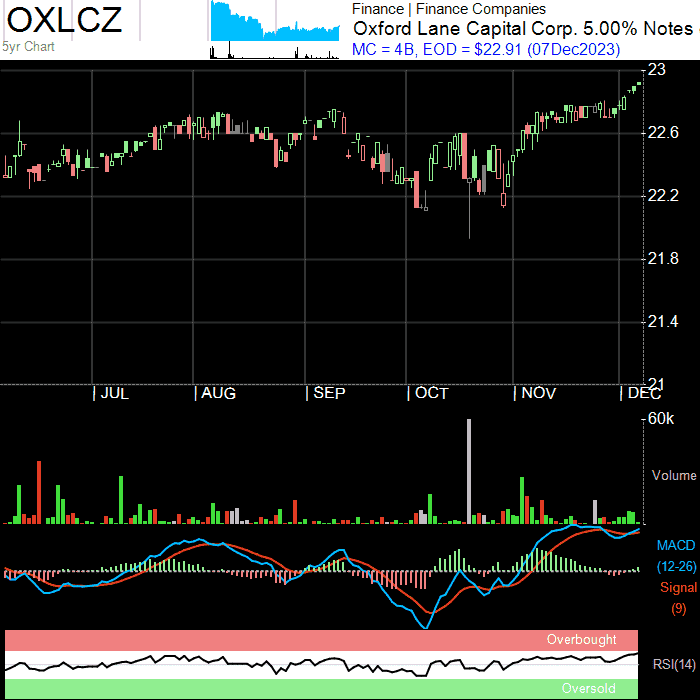 OXLCZ
5yr Chart
Finance | Finance Companies
Oxford Lane Capital Corp. 5.00% Notes
MC = 4B, EOD = $22.91 (07Dec2023)
23
22.6
22.2
21.8
21.4
21
JUL AUG SEP OCT NOV DEC
60k
Volume
MACD
(12-26)
Signal
(9)
Overbought
RSI(14)
Oversold